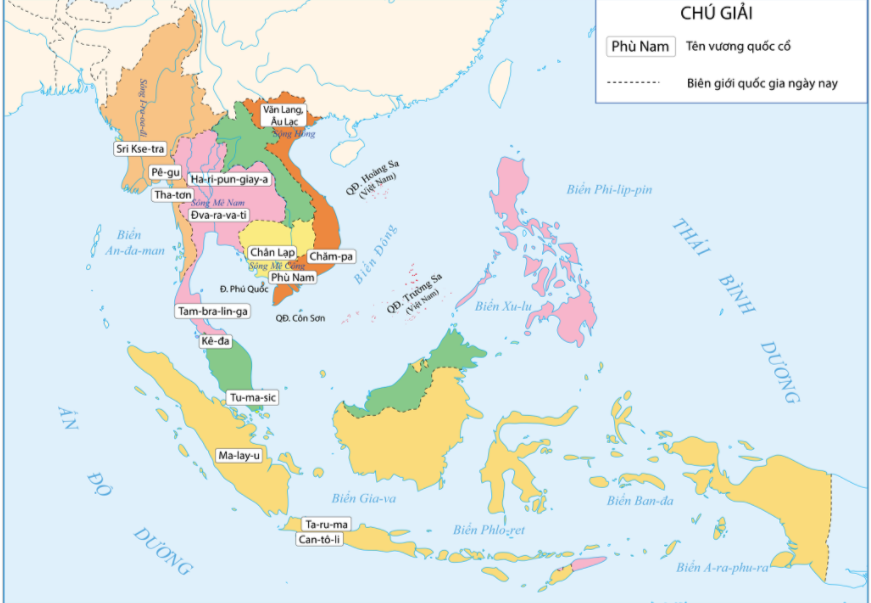 CHÚ GIẢI
Phù Nam
Tên vương quốc cổ
Biên giới quốc gia ngày nay
Sông I-ra-oa-đi
Văn Lang,
Âu Lạc
Sông Hồng
Sri Kse-tra
Pê-gu
Ha-ri-pun-giay-a
Tha-tơn
Sông Mê Nam
Đva-ra-va-ti
QĐ. Hoàng Sa
(Việt Nam)
Biển Phi-lip-pin
Biển
An-đa-man
Chân Lạp
Chăm-pa
Sông Mê Công
Phù Nam
Biển Đông
Đ. Phú Quốc
QĐ. Côn Sơn
QĐ. Trường Sa
(Việt Nam)
Biển Xu-lu
THÁI
BÌNH
DƯƠNG
Tam-bra-lin-ga
Kê-đa
Tu-ma-sic
Ma-lay-u
ẤN
ĐỘ
DƯƠNG
Biển Gia-va
Biển Ban-đa
Ta-ru-ma
Can-tô-li
Biển Phlo-ret
Biển A-ra-phu-ra